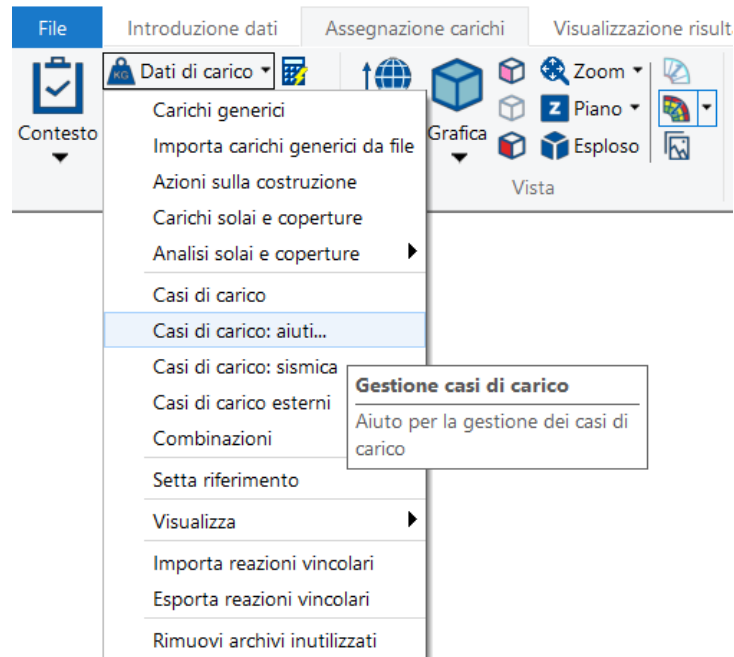 File Introduzione dati Assegnazione carichi Visualizzazione
KG Dati di carico
Zoom
Contesto
Grafica
Z Piano
Esploso
Vista
Carichi generici
Importa carichi generici da file
Azioni sulla costruzione
Carichi solai e coperture
Analisi solai e coperture
Casi di carico
Casi di carico: aiuti...
Casi di carico: sismica
Casi di carico esterni
Combinazioni
Gestione casi di carico
Aiuto per la gestione dei casi di
carico
Setta riferimento
Visualizza
Importa reazioni vincolari
Esporta reazioni vincolari
Rimuovi archivi inutilizzati